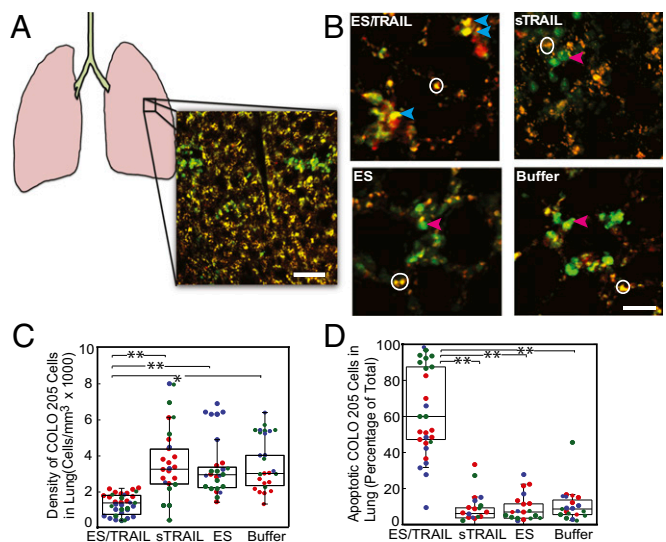 A
B
ES/TRAIL
sTRAIL
ES
Buffer
C
Density of COLO 205 Cells
in Lung(Cells/mm³ x 1000)
10
8
6
4
2
0
**
**
*
ES/TRAIL sTRAIL ES Buffer
D
Apoptotic COLO 205 Cells in
Lung (Percentage of Total)
100
80
60
40
20
0
**
**
**
ES/TRAIL sTRAIL ES Buffer